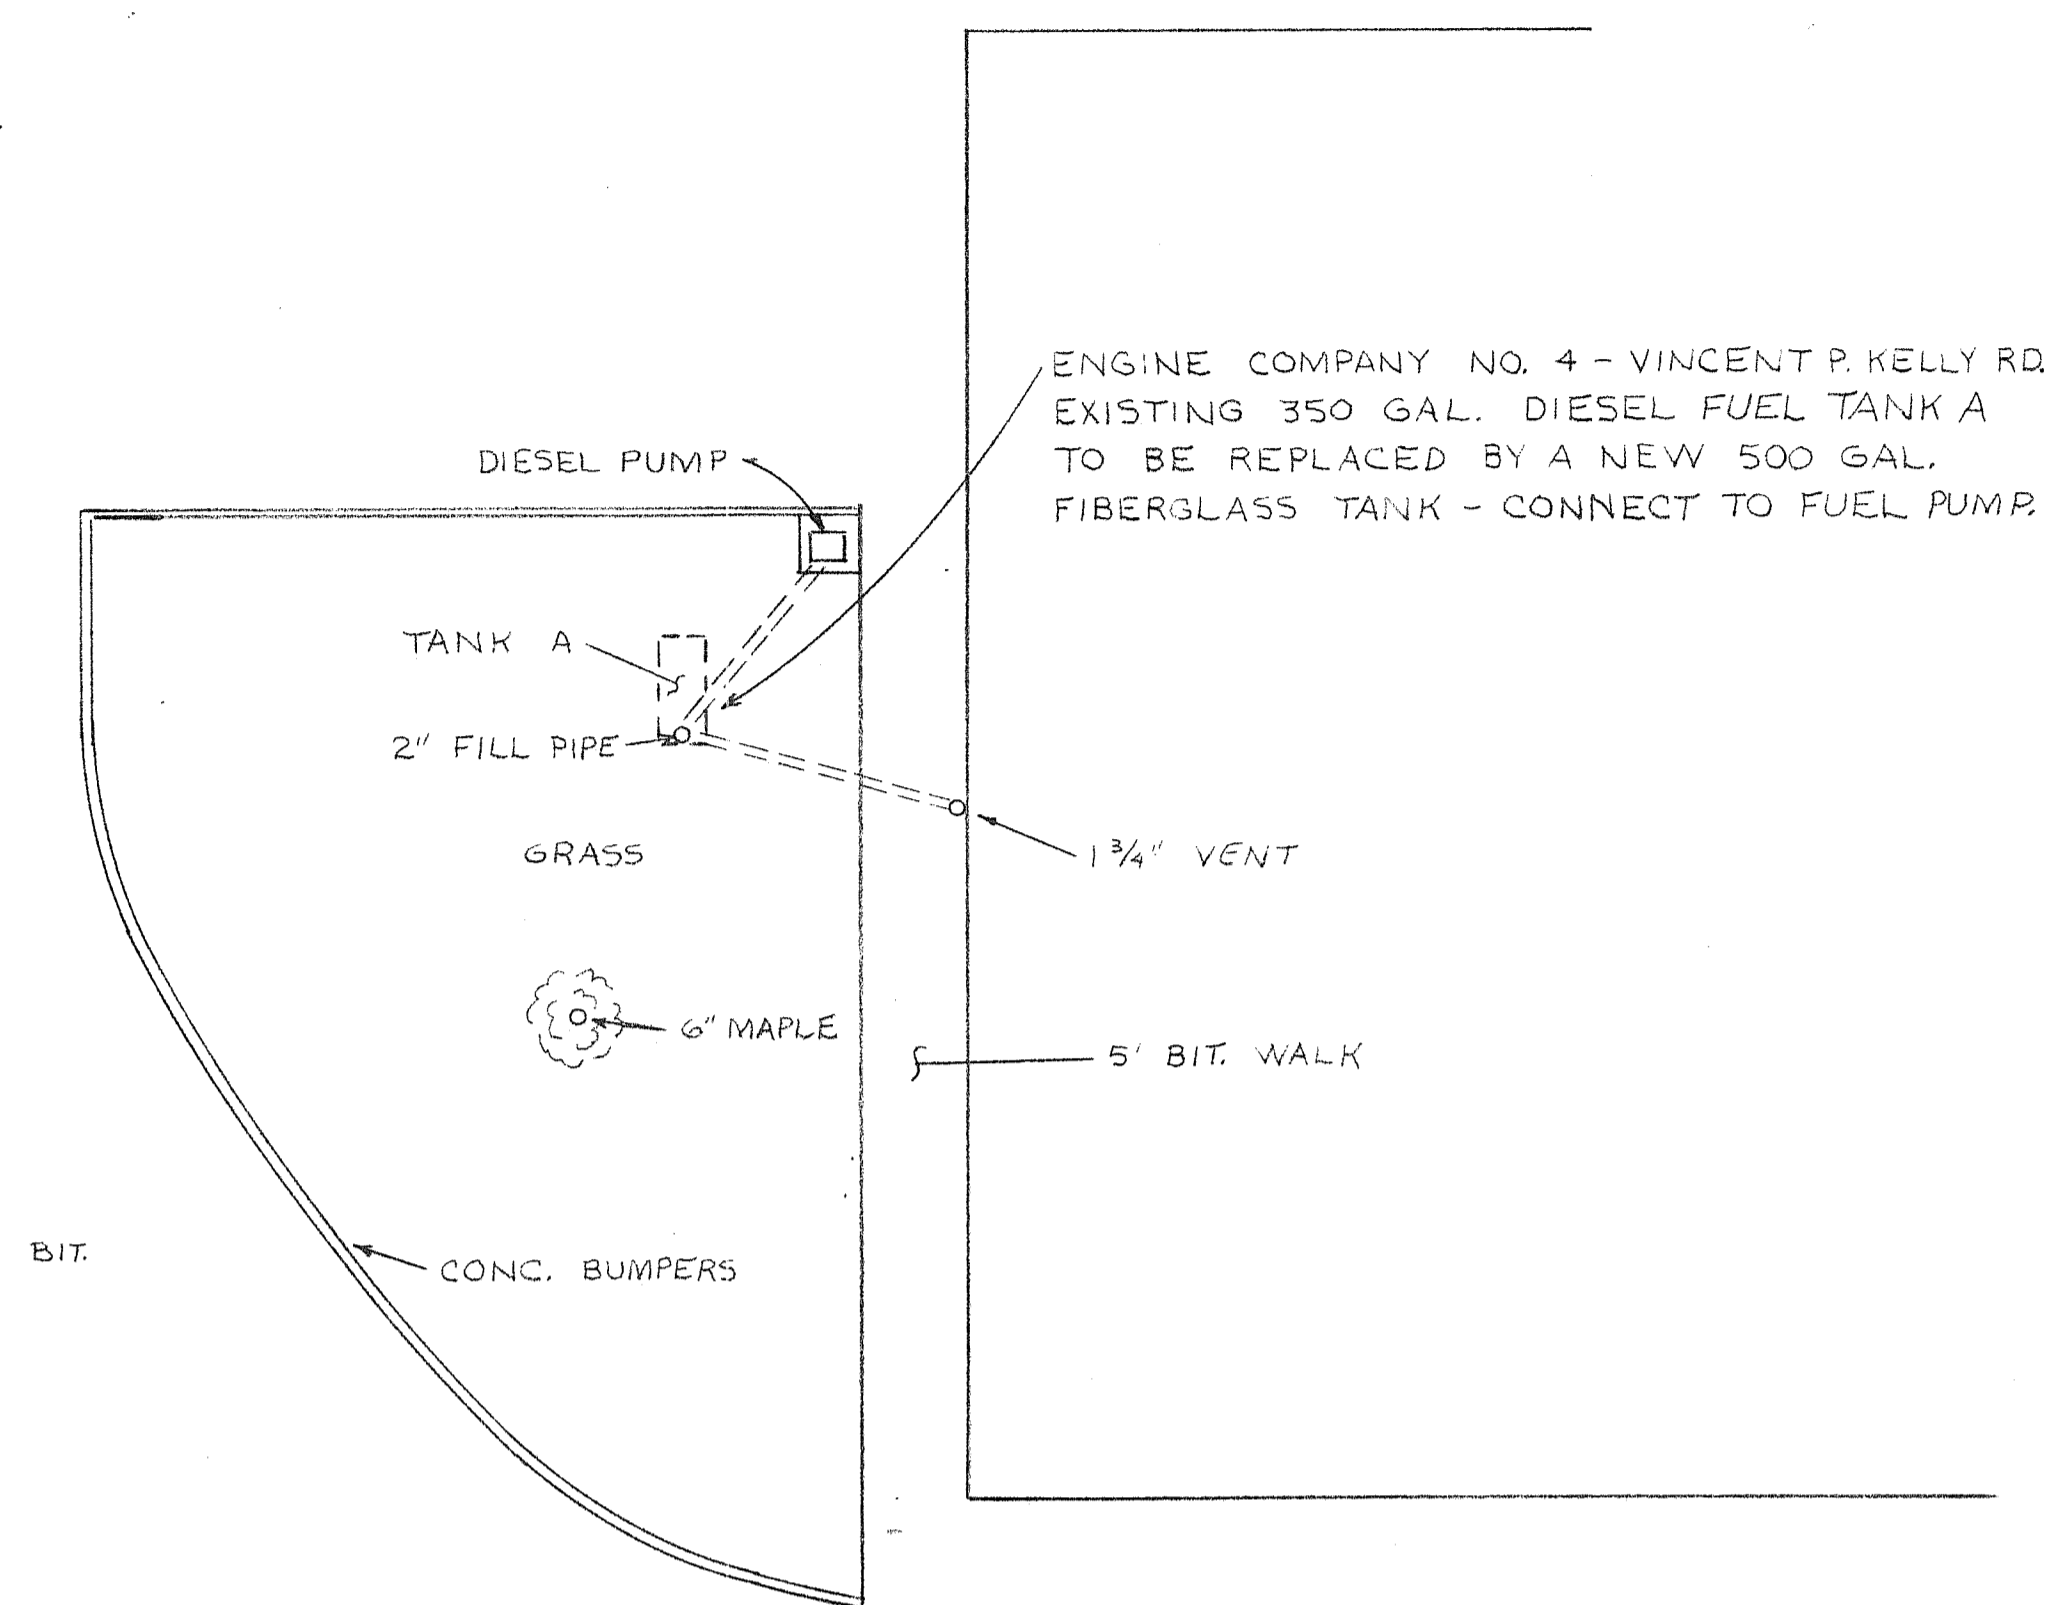 ENGINE COMPANY NO. 4 - VINCENT P. KELLY RD.
EXISTING 350 GAL. DIESEL FUEL TANK A
TO BE REPLACED BY A NEW 500 GAL.
FIBERGLASS TANK - CONNECT TO FUEL PUMP.
DIESEL PUMP
TANK A
2" FILL PIPE
GRASS
1 3/4" VENT
6" MAPLE
5' BIT. WALK
BIT.
CONC. BUMPERS